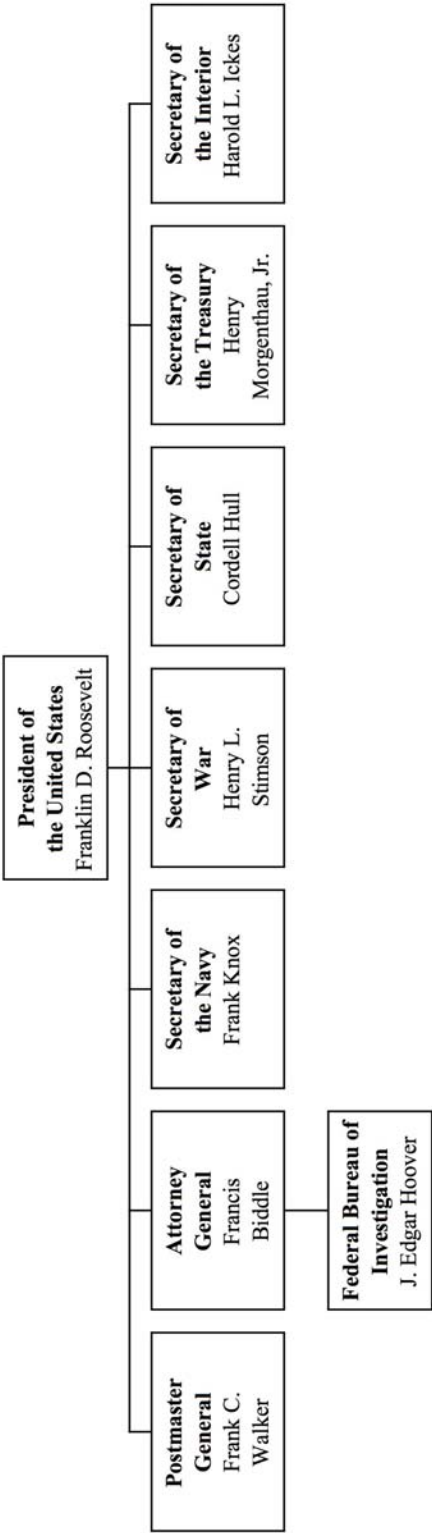 President of
the United States
Franklin D. Roosevelt
Postmaster
General
Frank C.
Walker
Attorney
General
Francis
Biddle
Secretary of
the Navy
Frank Knox
Secretary of
War
Henry L.
Stimson
Secretary of
State
Cordell Hull
Secretary of
the Treasury
Henry
Morgenthau, Jr.
Secretary of
the Interior
Harold L. Ickes
Federal Bureau of
Investigation
J. Edgar Hoover